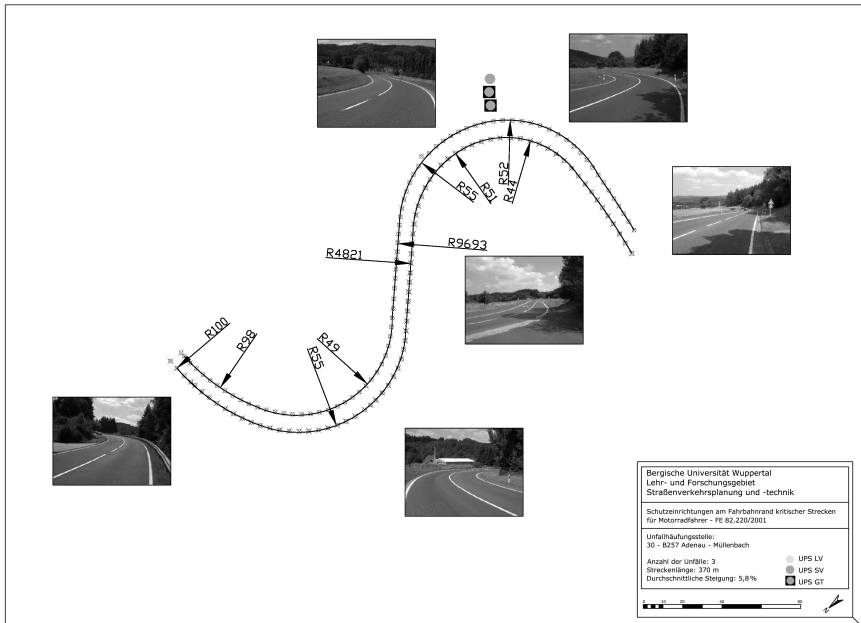 R55
R51
R52
R44
R4821
R9693
R100
R98
R49
R55
Bergische Universität Wuppertal
Lehr- und Forschungsgebiet
Straßenverkehrsplanung und -technik
Schutzeinrichtungen am Fahrbahnrand kritischer Strecken
für Motorradfahrer - FE 82.220/2001
Unfallhäufungsstelle:
30 - B257 Adenau - Müllenbach
Anzahl der Unfälle: 3
Streckenlänge: 370 m
Durchschnittliche Steigung: 5,8%
UPS LV
UPS SV
UPS GT
0 10 20 40 80
N